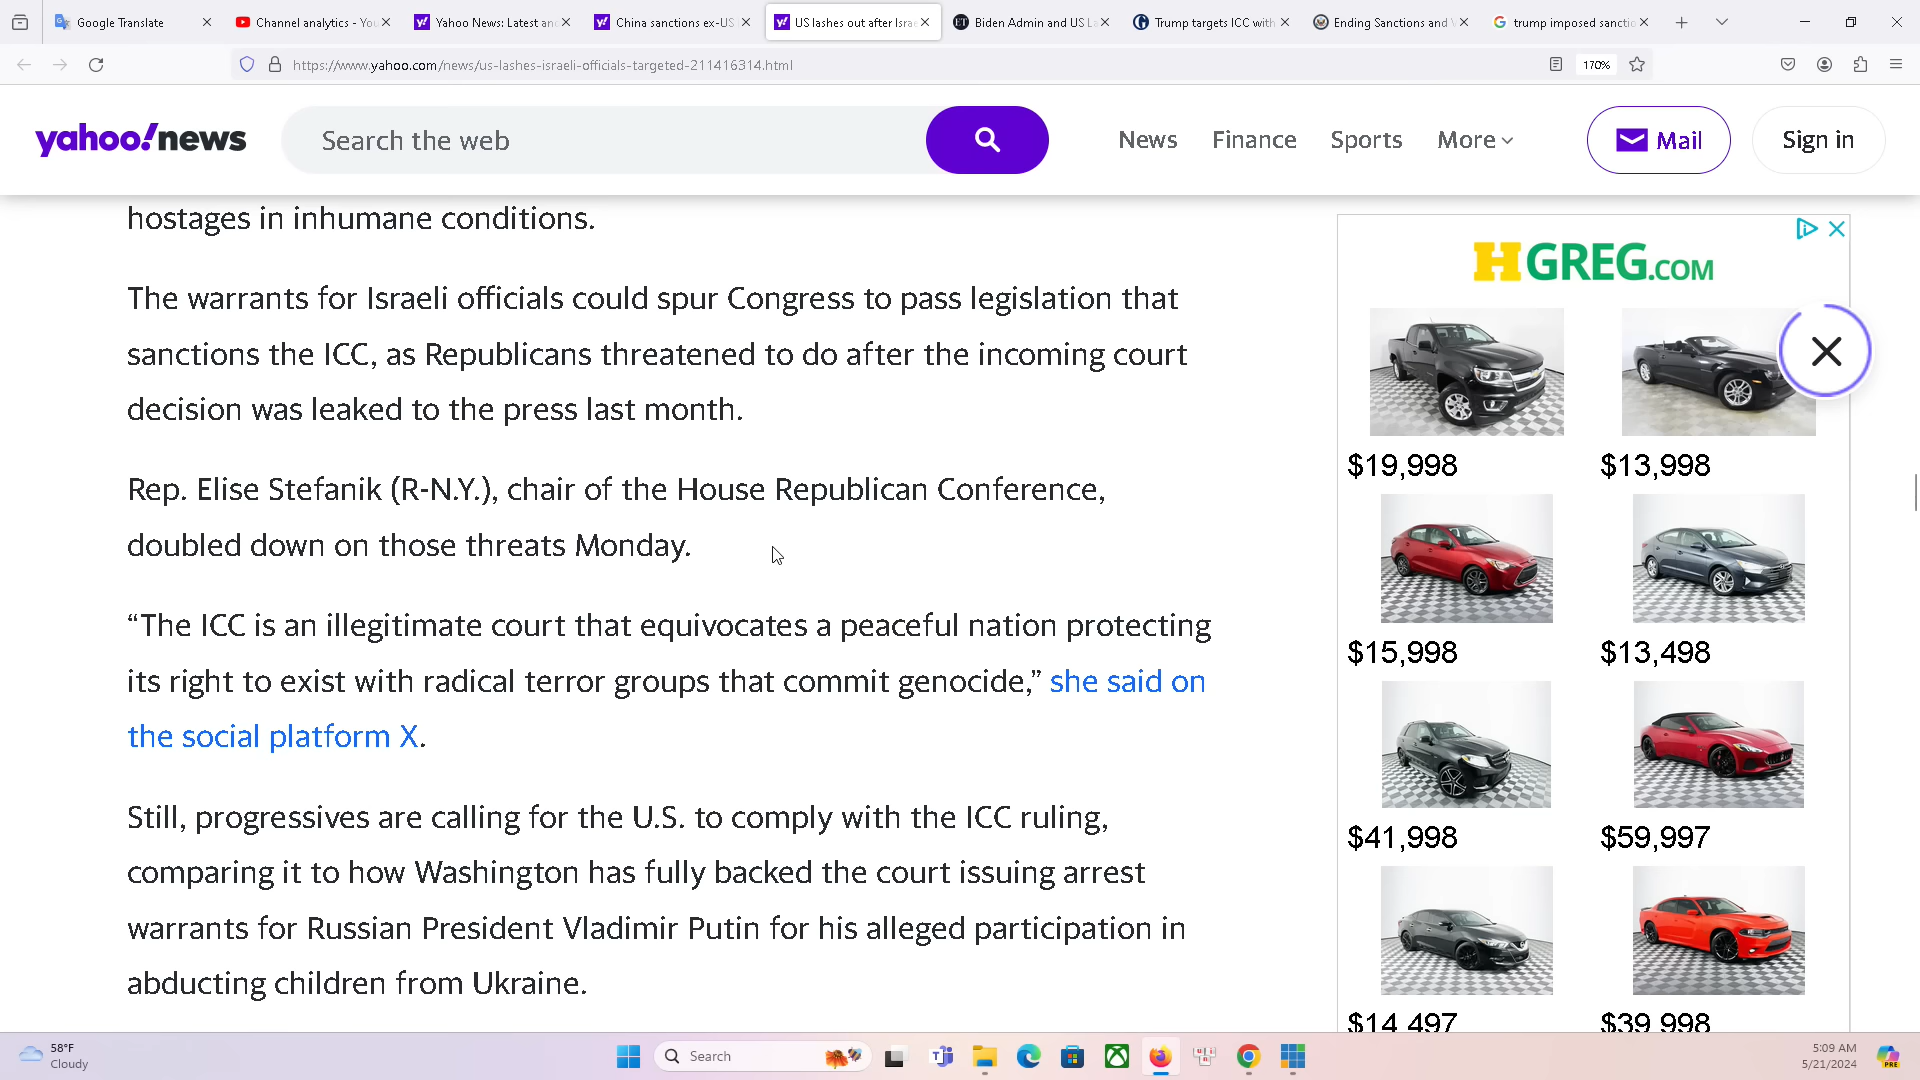 Google Translate
Channel analytics - You
Yahoo News: Latest and
China sanctions ex-US
US lashes out after Israe
Biden Admin and US La
Trump targets ICC with
Ending Sanctions and V
trump imposed sanctio
https://www.yahoo.com/news/us-lashes-israeli-officials-targeted-211416314.html
170%
yahoo!news
Search the web
News
Finance
Sports
More
Mail
Sign in
hostages in inhumane conditions.
The warrants for Israeli officials could spur Congress to pass legislation that
sanctions the ICC, as Republicans threatened to do after the incoming court
decision was leaked to the press last month.
Rep. Elise Stefanik (R-N.Y.), chair of the House Republican Conference,
doubled down on those threats Monday.
“The ICC is an illegitimate court that equivocates a peaceful nation protecting
its right to exist with radical terror groups that commit genocide,” she said on
the social platform X.
Still, progressives are calling for the U.S. to comply with the ICC ruling,
comparing it to how Washington has fully backed the court issuing arrest
warrants for Russian President Vladimir Putin for his alleged participation in
abducting children from Ukraine.
HGREG.COM
$19,998
$13,998
$15,998
$13,498
$41,998
$59,997
$14,497
$39,998
58°F
Cloudy
Search
5:09 AM
5/21/2024